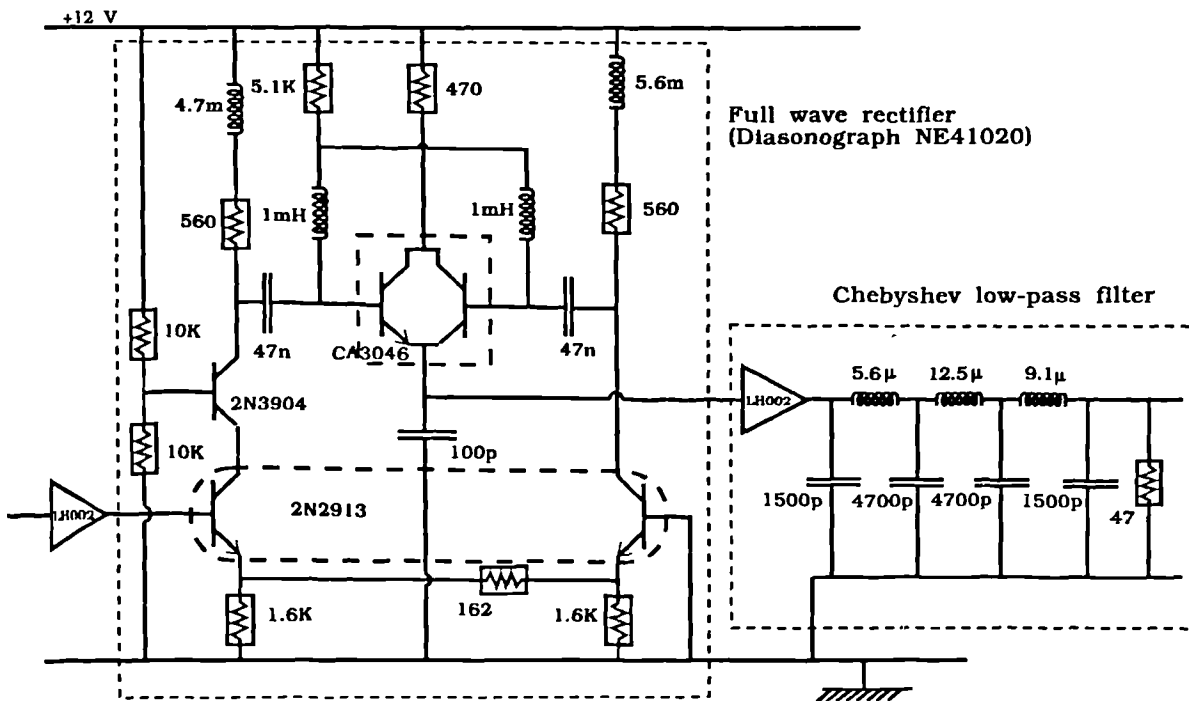 +12 V
4.7m
5.1K
470
5.6m
Full wave rectifier
(Diasonograph NE41020)
560
1mH
1mH
560
10K
47n
CA3046
47n
Chebyshev low-pass filter
2N3904
LH002
5.6µ
12.5µ
9.1µ
10K
100p
LH002
2N2913
1500p
4700p
4700p
1500p
47
1.6K
162
1.6K